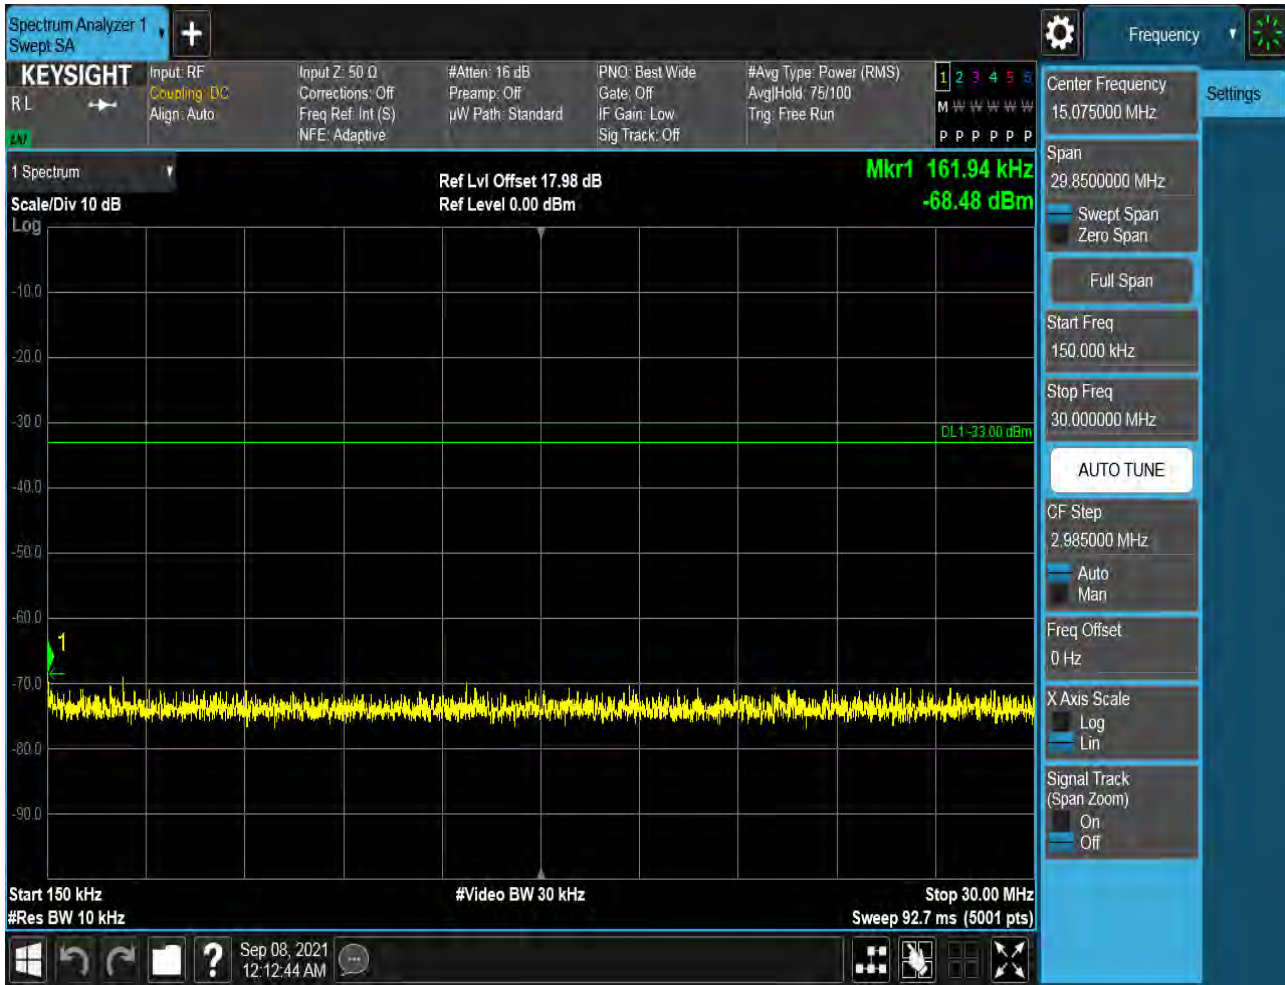 Spectrum Analyzer 1
Swept SA
Frequency
KEYSIGHT
R L
Input: RF
Coupling: DC
Align: Auto
Input Z: 50 Ω
Corrections: Off
Freq Ref: Int (S)
NFE: Adaptive
#Atten: 16 dB
Preamp: Off
µW Path: Standard
PNO: Best Wide
Gate: Off
IF Gain: Low
Sig Track: Off
#Avg Type: Power (RMS)
Avg|Hold: 75/100
Trig: Free Run
1 2 3 4 5 6
M W W W W W
P P P P P P
1 Spectrum
Scale/Div 10 dB
Log
Ref Lvl Offset 17.98 dB
Ref Level 0.00 dBm
Mkr1 161.94 kHz
-68.48 dBm
-10.0
-20.0
-30.0
DL1 -33.00 dBm
-40.0
-50.0
-60.0
1
-70.0
-80.0
-90.0
Start 150 kHz
#Res BW 10 kHz
#Video BW 30 kHz
Stop 30.00 MHz
Sweep 92.7 ms (5001 pts)
Sep 08, 2021
12:12:44 AM
Center Frequency
15.075000 MHz
Span
29.8500000 MHz
Swept Span
Zero Span
Full Span
Start Freq
150.000 kHz
Stop Freq
30.000000 MHz
AUTO TUNE
CF Step
2.985000 MHz
Auto
Man
Freq Offset
0 Hz
X Axis Scale
Log
Lin
Signal Track
(Span Zoom)
On
Off
Settings